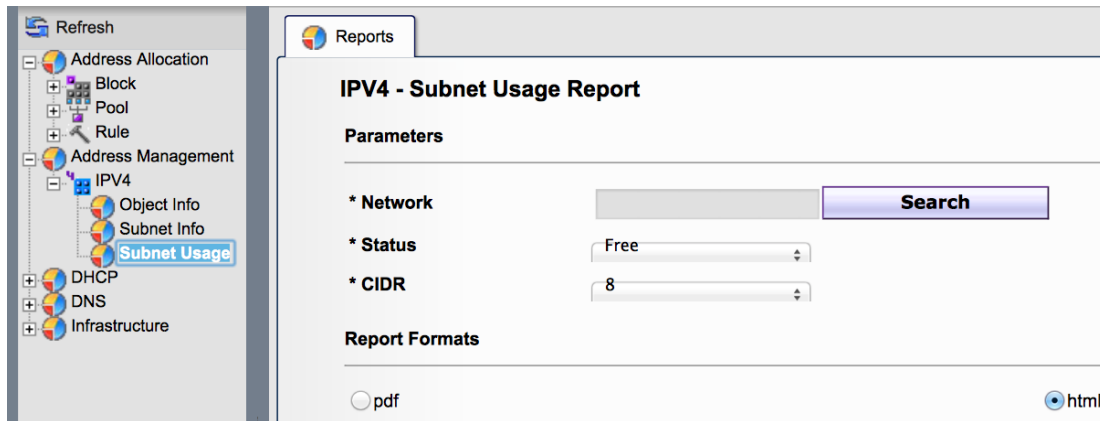 Refresh
Address Allocation
Block
Pool
Rule
Address Management
4 IPV4
Object Info
Subnet Info
Subnet Usage
DHCP
DNS
Infrastructure
Reports
IPV4 - Subnet Usage Report
Parameters
* Network Search
* Status Free
* CIDR 8
Report Formats
pdf html